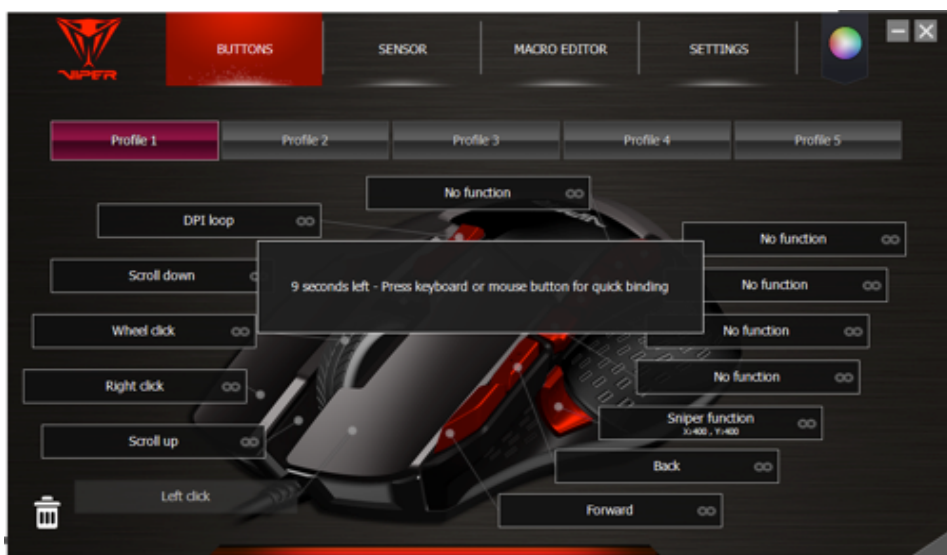 VIPER
BUTTONS
SENSOR
MACRO EDITOR
SETTINGS
Profile 1
Profile 2
Profile 3
Profile 4
Profile 5
No function
DPI loop
No function
Scroll down
9 seconds left - Press keyboard or mouse button for quick binding
No function
Wheel click
No function
Right click
No function
Sniper function
X:400 , Y:400
Scroll up
Back
Left click
Forward